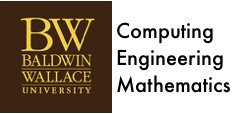 BW
BALDWIN
WALLACE
UNIVERSITY
Computing
Engineering
Mathematics